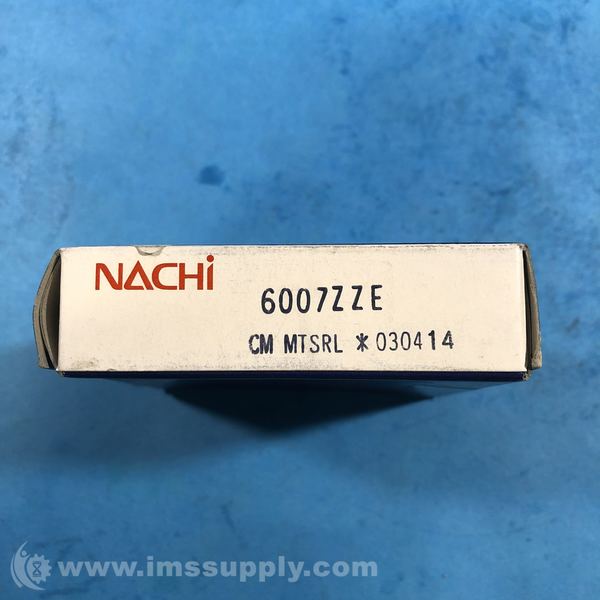 NACHi
6007ZZE
CM MTSRL *030414
www.imssupply.com